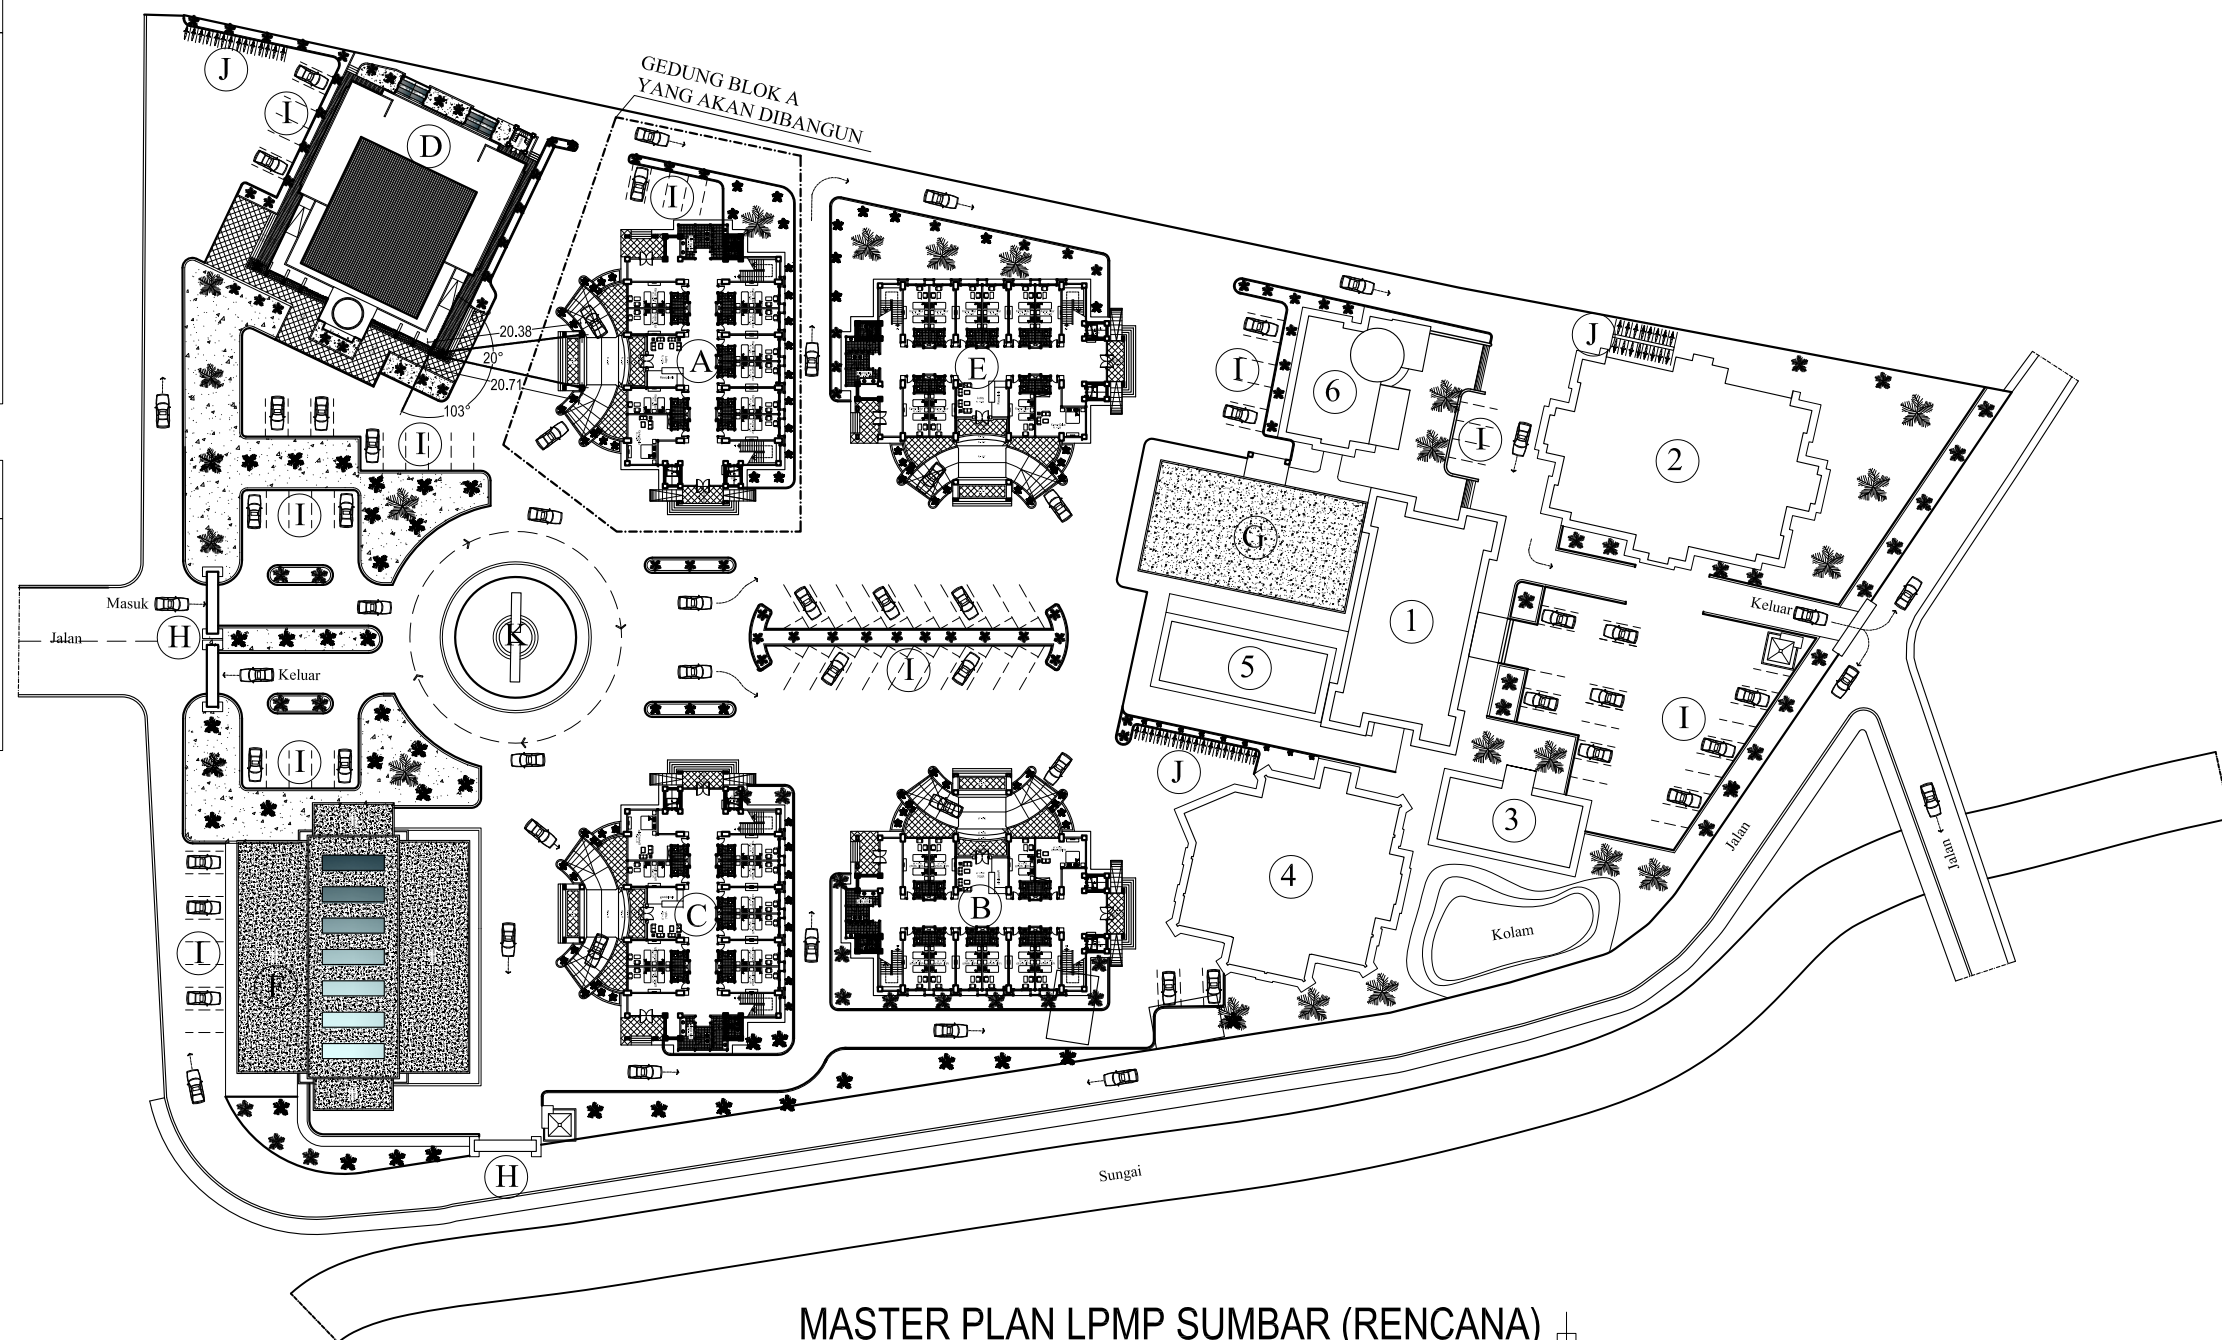 GEDUNG BLOK A
YANG AKAN DIBANGUN
J
I
D
I
20.38
20°
20.71
103°
A
E
I
6
J
I
2
I
I
G
Masuk
H
Jalan
Keluar
K
I
1
5
Keluar
I
I
J
3
4
Jalan
Jalan
C
B
Kolam
I
F
H
Sungai
MASTER PLAN LPMP SUMBAR (RENCANA)